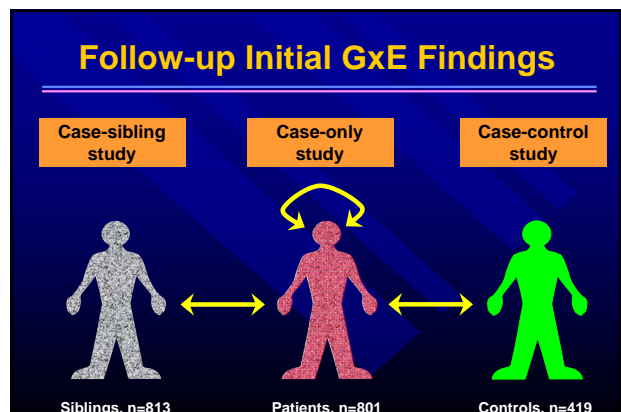 Follow-up Initial GxE Findings
Case-sibling
study
Case-only
study
Case-control
study
Siblings, n=813
Patients, n=801
Controls, n=419